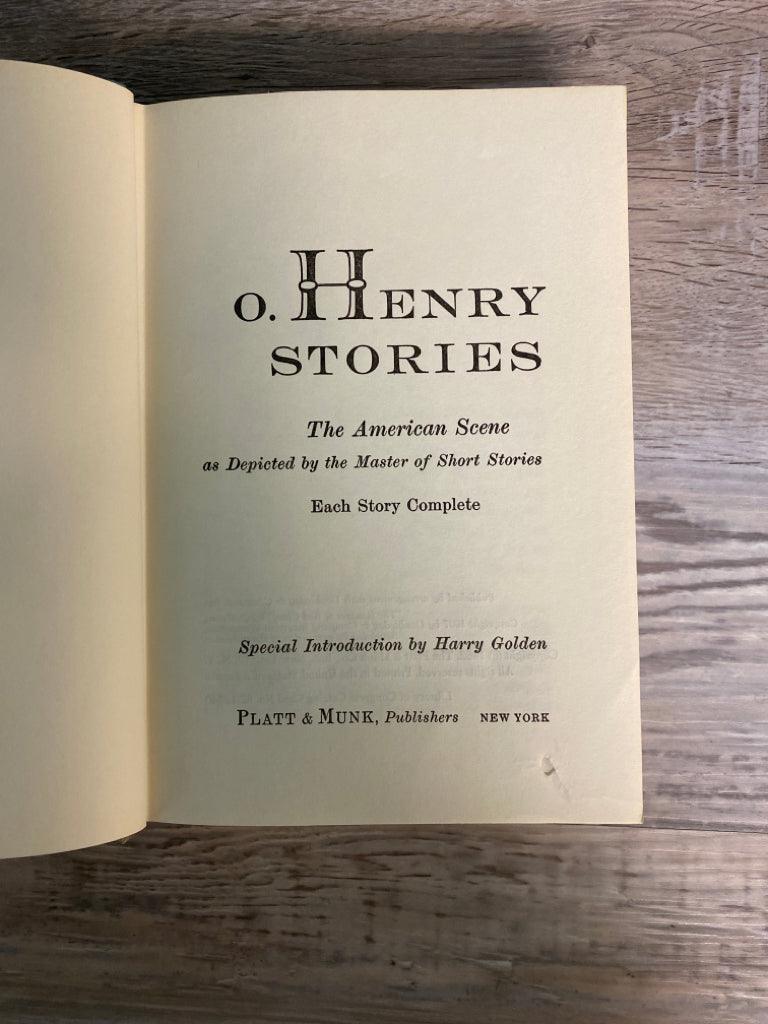 O. HENRY
STORIES
The American Scene
as Depicted by the Master of Short Stories
Each Story Complete
Special Introduction by Harry Golden
PLATT & MUNK, Publishers NEW YORK